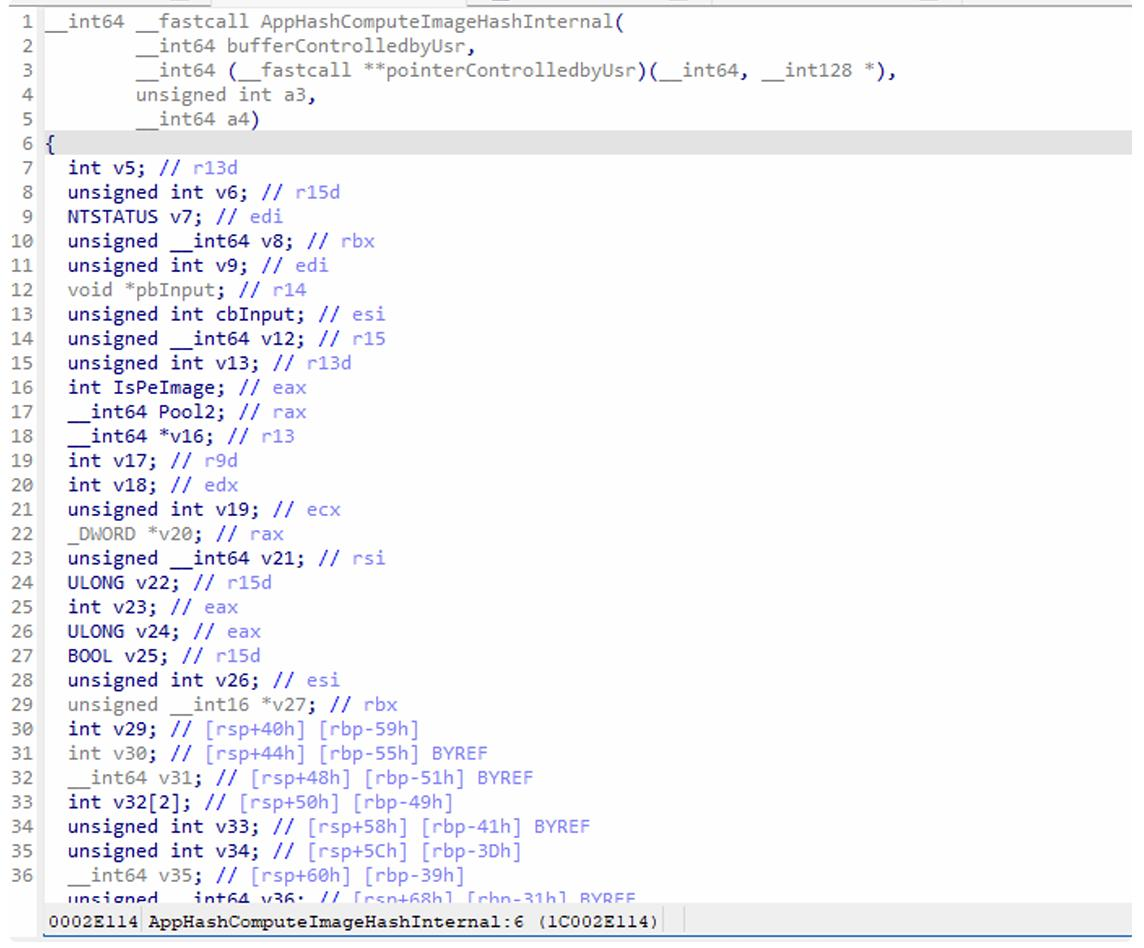 1 __int64 __fastcall AppHashComputeImageHashInternal(
2 __int64 bufferControlledbyUsr,
3 __int64 (__fastcall **pointerControlledbyUsr)(__int64, __int128 *),
4 unsigned int a3,
5 __int64 a4)
6 {
7 int v5; // r13d
8 unsigned int v6; // r15d
9 NTSTATUS v7; // edi
10 unsigned __int64 v8; // rbx
11 unsigned int v9; // edi
12 void *pbInput; // r14
13 unsigned int cbInput; // esi
14 unsigned __int64 v12; // r15
15 unsigned int v13; // r13d
16 int IsPeImage; // eax
17 __int64 Pool2; // rax
18 __int64 *v16; // r13
19 int v17; // r9d
20 int v18; // edx
21 unsigned int v19; // ecx
22 _DWORD *v20; // rax
23 unsigned __int64 v21; // rsi
24 ULONG v22; // r15d
25 int v23; // eax
26 ULONG v24; // eax
27 BOOL v25; // r15d
28 unsigned int v26; // esi
29 unsigned __int16 *v27; // rbx
30 int v29; // [rsp+40h] [rbp-59h]
31 int v30; // [rsp+44h] [rbp-55h] BYREF
32 __int64 v31; // [rsp+48h] [rbp-51h] BYREF
33 int v32[2]; // [rsp+50h] [rbp-49h]
34 unsigned int v33; // [rsp+58h] [rbp-41h] BYREF
35 unsigned int v34; // [rsp+5Ch] [rbp-3Dh]
36 __int64 v35; // [rsp+60h] [rbp-39h]
unsigned __int64 v36; // [rsp+68h] [rbp-31h] BYREF
0002E114 AppHashComputeImageHashInternal:6 (1C002E114)